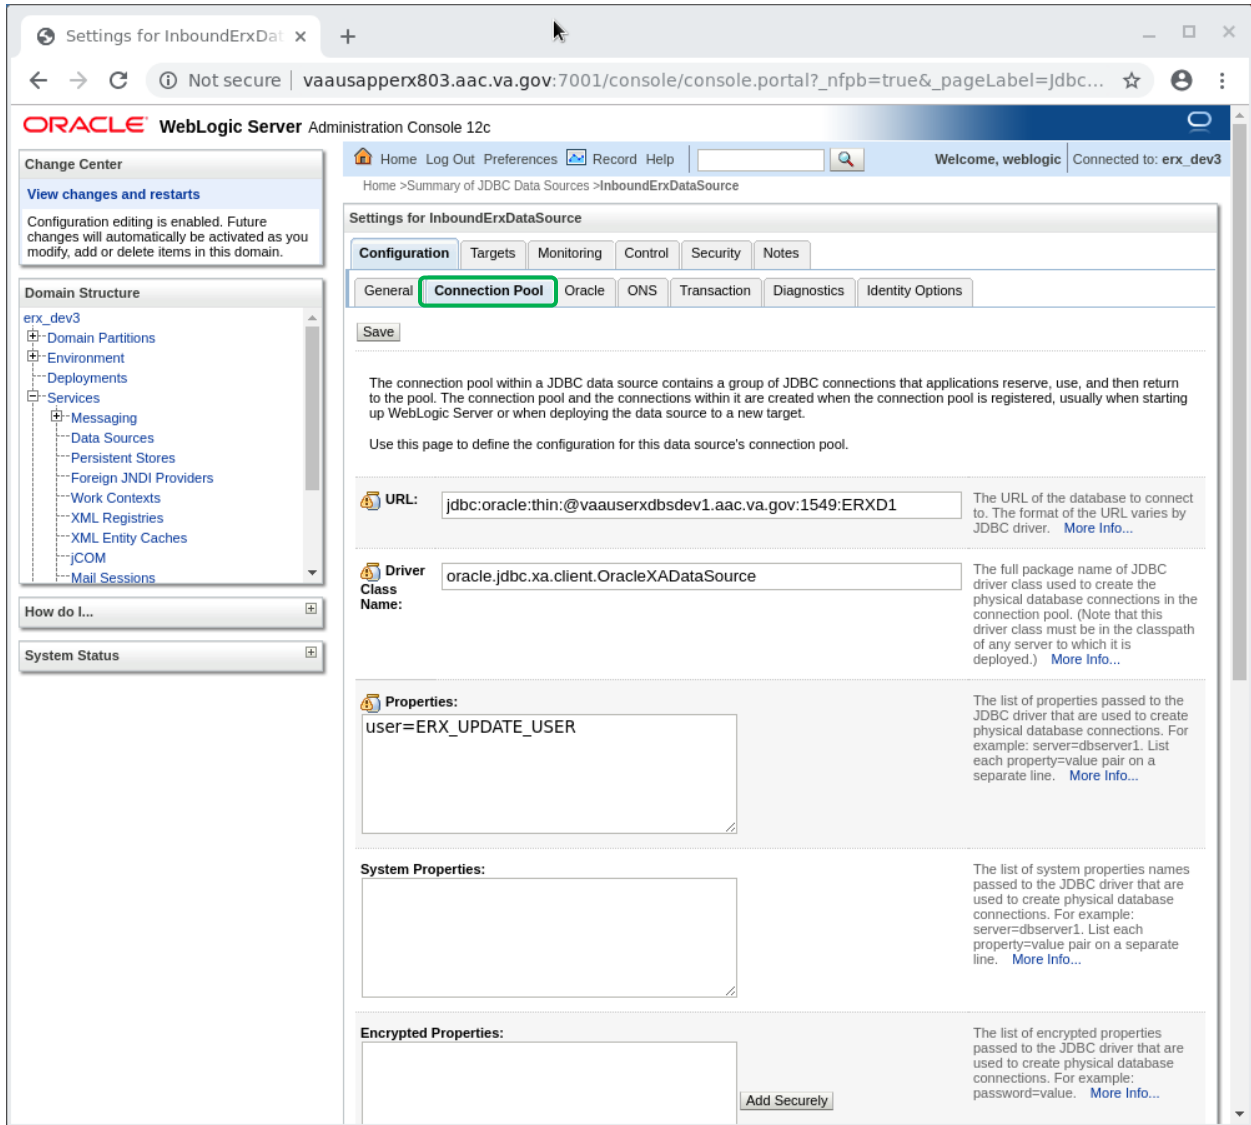 Settings for InboundErxDat
Not secure | vaausapperx803.aac.va.gov:7001/console/console.portal?_nfpb=true&_pageLabel=Jdbc...
ORACLE WebLogic Server Administration Console 12c
Change Center
View changes and restarts
Configuration editing is enabled. Future
changes will automatically be activated as you
modify, add or delete items in this domain.
Domain Structure
erx_dev3
Domain Partitions
Environment
Deployments
Services
Messaging
Data Sources
Persistent Stores
Foreign JNDI Providers
Work Contexts
XML Registries
XML Entity Caches
jCOM
Mail Sessions
How do I...
System Status
Home Log Out Preferences Record Help
Welcome, weblogic Connected to: erx_dev3
Home >Summary of JDBC Data Sources >InboundErxDataSource
Settings for InboundErxDataSource
Configuration Targets Monitoring Control Security Notes
General Connection Pool Oracle ONS Transaction Diagnostics Identity Options
Save
The connection pool within a JDBC data source contains a group of JDBC connections that applications reserve, use, and then return
to the pool. The connection pool and the connections within it are created when the connection pool is registered, usually when starting
up WebLogic Server or when deploying the data source to a new target.
Use this page to define the configuration for this data source's connection pool.
URL:
jdbc:oracle:thin:@vaauserxdbsdev1.aac.va.gov:1549:ERXD1
The URL of the database to connect
to. The format of the URL varies by
JDBC driver. More Info...
Driver
Class
Name:
oracle.jdbc.xa.client.OracleXADataSource
The full package name of JDBC
driver class used to create the
physical database connections in the
connection pool. (Note that this
driver class must be in the classpath
of any server to which it is
deployed.) More Info...
Properties:
user=ERX_UPDATE_USER
The list of properties passed to the
JDBC driver that are used to create
physical database connections. For
example: server=dbserver1. List
each property=value pair on a
separate line. More Info...
System Properties:
The list of system properties names
passed to the JDBC driver that are
used to create physical database
connections. For example:
server=dbserver1. List each
property=value pair on a separate
line. More Info...
Encrypted Properties:
Add Securely
The list of encrypted properties
passed to the JDBC driver that are
used to create physical database
connections. For example:
password=value. More Info...